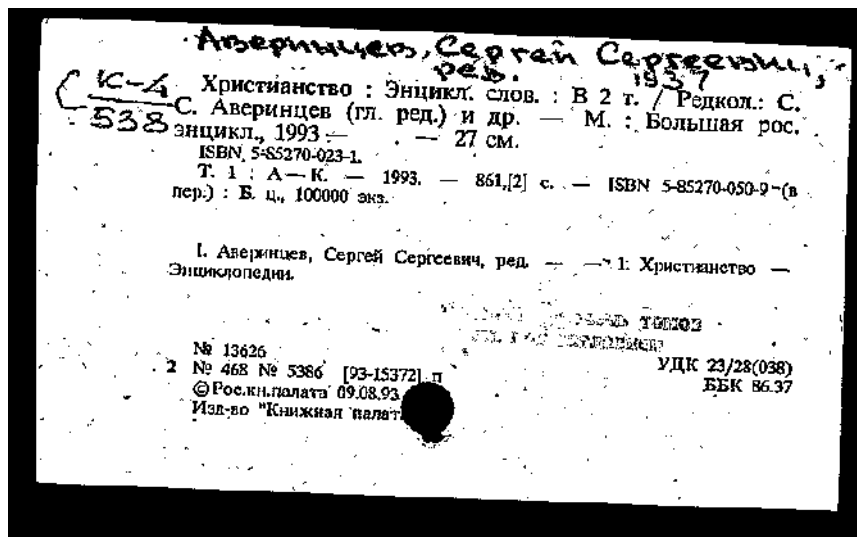 Аверинцев, Сергей Сергеевич,
ред. 1937
К-4 Христианство : Энцикл. слов. : В 2 т. / Редкол.: С.
538 С. Аверинцев (гл. ред.) и др. — М. : Большая рос.
энцикл., 1993 — . — 27 см.
ISBN 5-85270-023-1.
Т. 1 : А — К. — 1993. — 861,[2] с. — ISBN 5-85270-050-9 (в
пер.) : Б. ц., 100000 экз.
I. Аверинцев, Сергей Сергеевич, ред. — — 1. Христианство —
Энциклопедии.
томов
№ 13626
2 № 468 № 5386 [93-15372] п
УДК 23/28(038)
© Рос.кн.палата 09.08.93
ББК 86.37
Изд-во "Книжная палат